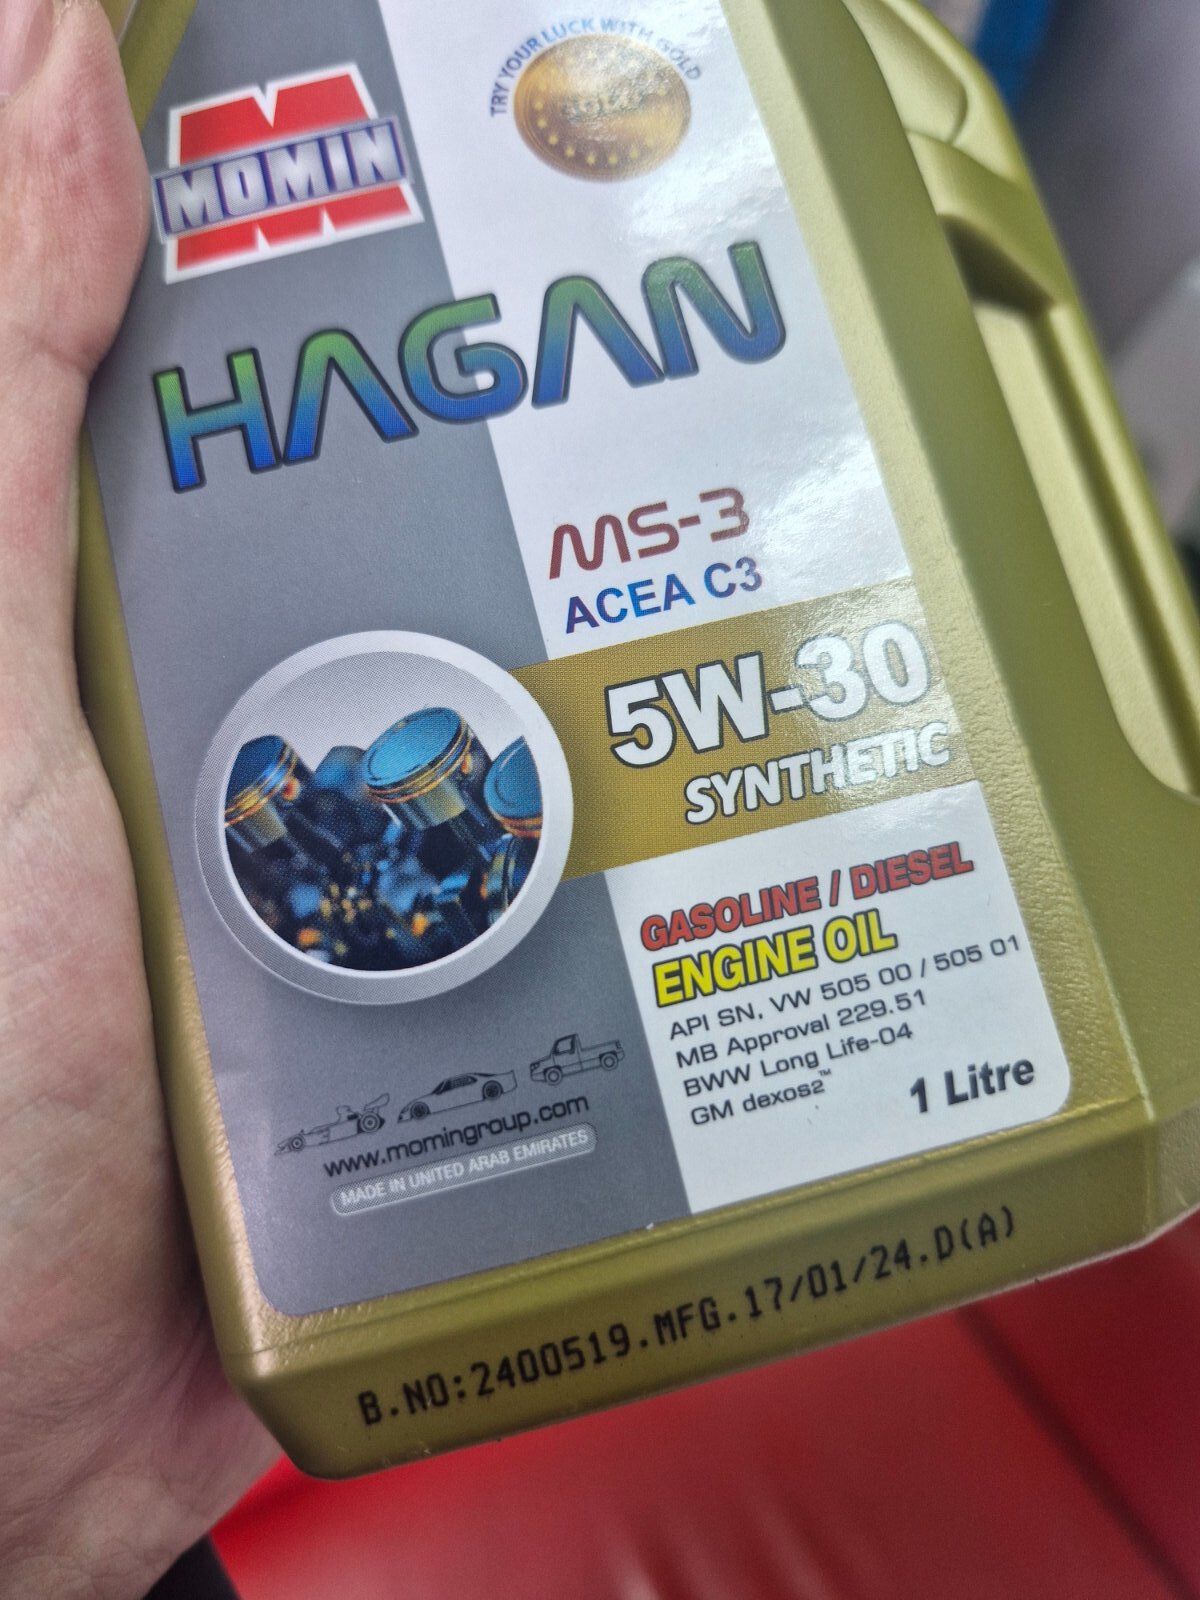 TRY YOUR LUCK WITH GOLD
MOMIN
HAGAN
MS-3
ACEA C3
5W-30
SYNTHETIC
GASOLINE / DIESEL
ENGINE OIL
API SN, VW 505 00 / 505 01
MB Approval 229.51
BWW Long Life-04
GM dexos2™
1 Litre
www.momingroup.com
MADE IN UNITED ARAB EMIRATES
B.NO:2400519.MFG.17/01/24.D(A)